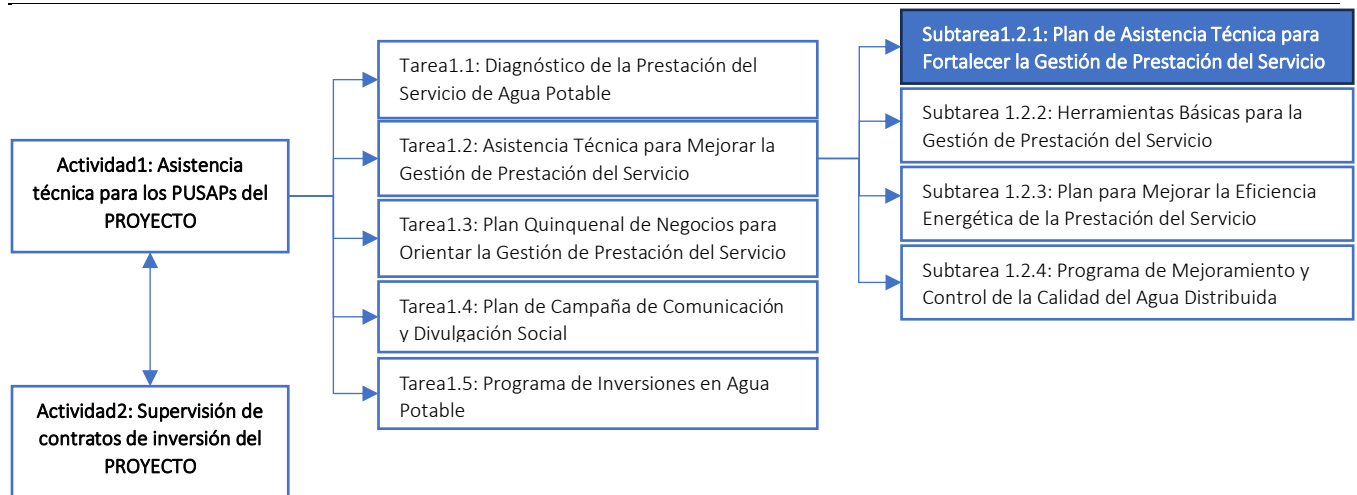 Actividad1: Asistencia
técnica para los PUSAPs del
PROYECTO
Actividad2: Supervisión de
contratos de inversión del
PROYECTO
Tarea1.1: Diagnóstico de la Prestación del
Servicio de Agua Potable
Tarea1.2: Asistencia Técnica para Mejorar la
Gestión de Prestación del Servicio
Tarea1.3: Plan Quinquenal de Negocios para
Orientar la Gestión de Prestación del Servicio
Tarea1.4: Plan de Campaña de Comunicación
y Divulgación Social
Tarea1.5: Programa de Inversiones en Agua
Potable
Subtarea1.2.1: Plan de Asistencia Técnica para
Fortalecer la Gestión de Prestación del Servicio
Subtarea 1.2.2: Herramientas Básicas para la
Gestión de Prestación del Servicio
Subtarea 1.2.3: Plan para Mejorar la Eficiencia
Energética de la Prestación del Servicio
Subtarea 1.2.4: Programa de Mejoramiento y
Control de la Calidad del Agua Distribuida